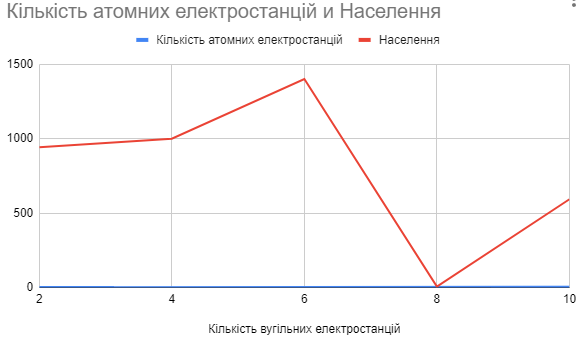 Кількість атомних електростанцій и Населення
Кількість атомних електростанцій Населення
1500
1000
500
0
2 4 6 8 10
Кількість вугільних електростанцій